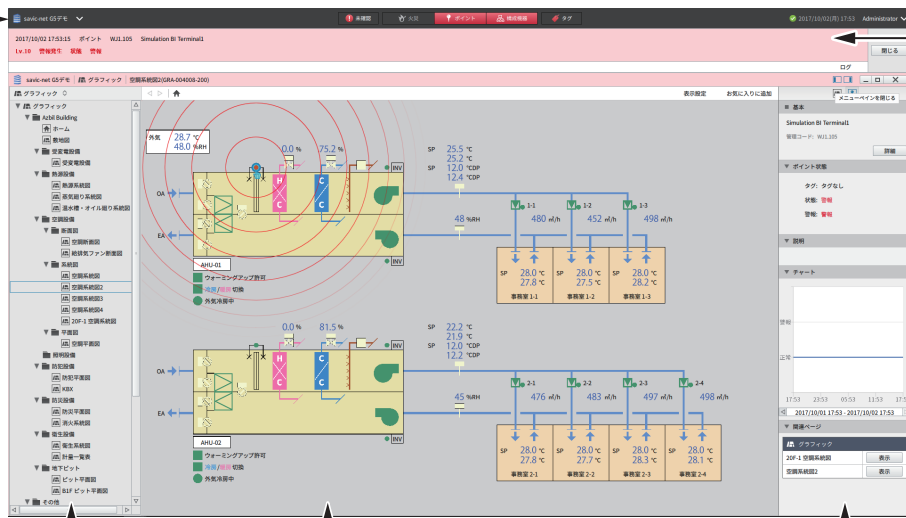 savic-net G5デモ
未確認
火災
ポイント
構成機器
タグ
2017/10/02(月) 17:53
Administrator
2017/10/02 17:53:15 ポイント WJ1.105 Simulation BI Terminal1
Lv.10 警報発生 状態 警報
閉じる
ログ
savic-net G5デモ グラフィック 空調系統図2(GRA-004008-200)
グラフィック
表示設定
お気に入りに追加
メニューペインを閉じる
グラフィック
Azbil Building
ホーム
敷地図
受変電設備
受変電設備
熱源設備
熱源系統図
蒸気廻り系統図
温水槽・オイル廻り系統図
空調設備
断面図
空調断面図
給排気ファン断面図
系統図
空調系統図
空調系統図2
空調系統図3
空調系統図4
20F-1 空調系統図
平面図
空調平面図
照明設備
防犯設備
防犯平面図
KBX
防災設備
防災平面図
消火系統図
衛生設備
衛生系統図
計量一覧表
地下ピット
ピット平面図
B1F ピット平面図
その他
外気 28.7 ℃
48.0 %RH
0.0 %
75.2 %
SP 25.5 ℃
25.2 ℃
SP 12.0 ℃DP
12.4 ℃DP
INV
H
C
C
C
OA
EA
48 %RH
INV
AHU-01
ウォーミングアップ許可
冷房/暖房 切換
外気冷房中
1-1
1-2
1-3
480 ㎥/h
452 ㎥/h
498 ㎥/h
SP 28.0 ℃
27.8 ℃
事務室 1-1
SP 28.0 ℃
27.5 ℃
事務室 1-2
SP 28.0 ℃
28.2 ℃
事務室 1-3
0.0 %
81.5 %
SP 22.2 ℃
21.9 ℃
SP 12.0 ℃DP
12.2 ℃DP
INV
H
C
C
C
OA
EA
45 %RH
INV
AHU-02
ウォーミングアップ許可
冷房/暖房 切換
外気冷房中
2-1
2-2
2-3
2-4
476 ㎥/h
483 ㎥/h
497 ㎥/h
498 ㎥/h
SP 28.0 ℃
27.8 ℃
事務室 2-1
SP 28.0 ℃
27.7 ℃
事務室 2-2
SP 28.0 ℃
28.3 ℃
事務室 2-3
SP 28.0 ℃
28.1 ℃
事務室 2-4
基本
Simulation BI Terminal1
管理コード: WJ1.105
詳細
ポイント状態
タグ: タグなし
状態: 警報
警報: 警報
説明
チャート
警報
正常
17:53 23:53 05:53 11:53
2017/10/01 17:53 - 2017/10/02 17:53
関連ページ
グラフィック
20F-1 空調系統図 表示
空調系統図2 表示